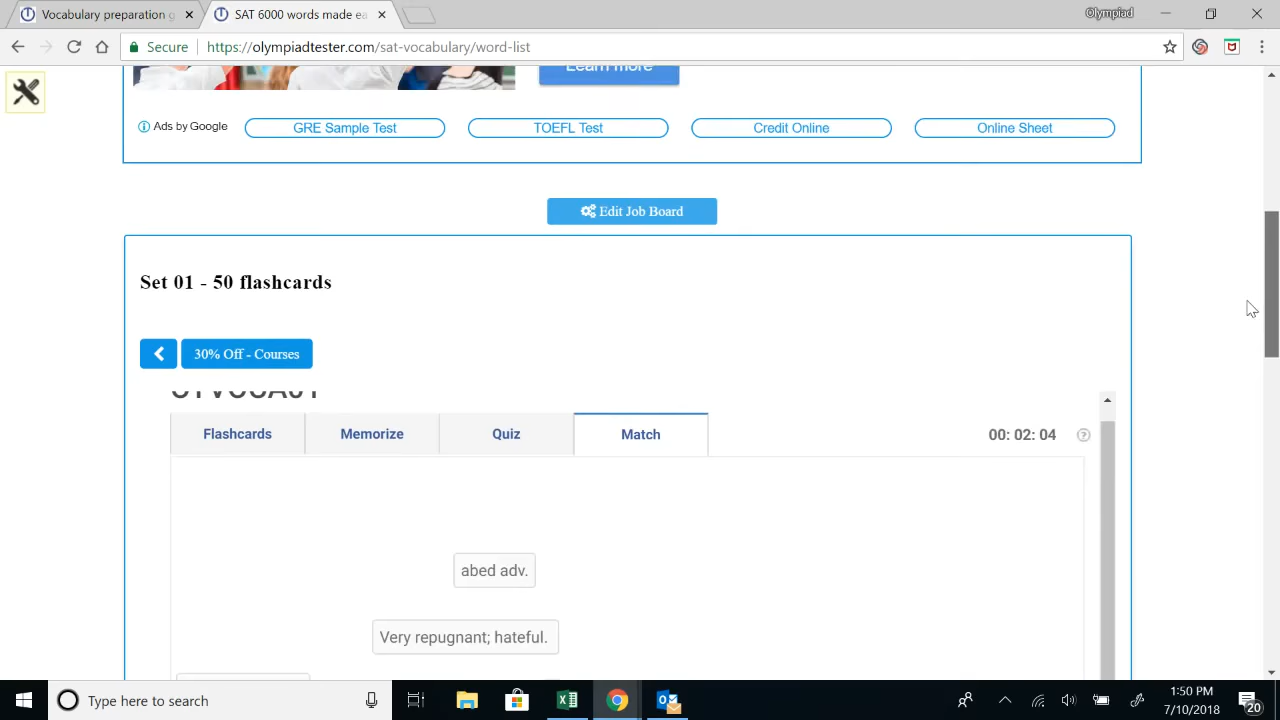 Vocabulary preparation g
SAT 6000 words made ea
Olympiad
Secure
https://olympiadtester.com/sat-vocabulary/word-list
Learn more
Ads by Google
GRE Sample Test
TOEFL Test
Credit Online
Online Sheet
Edit Job Board
Set 01 - 50 flashcards
30% Off - Courses
Flashcards
Memorize
Quiz
Match
00: 02: 04
?
abed adv.
Very repugnant; hateful.
Type here to search
1:50 PM
7/10/2018
20